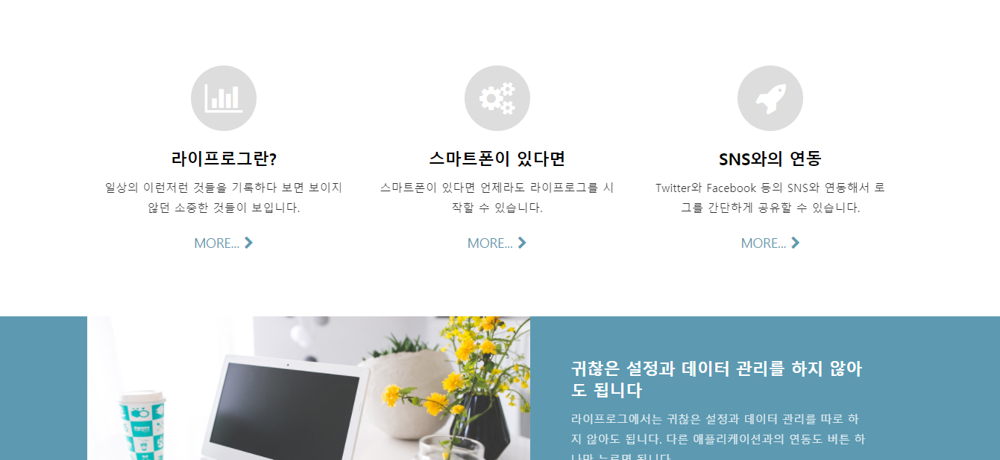 라이프로그란?
일상의 이런저런 것들을 기록하다 보면 보이지
않던 소중한 것들이 보입니다.
MORE...
스마트폰이 있다면
스마트폰이 있다면 언제라도 라이프로그를 시
작할 수 있습니다.
MORE...
SNS와의 연동
Twitter와 Facebook 등의 SNS와 연동해서 로
그를 간단하게 공유할 수 있습니다.
MORE...
귀찮은 설정과 데이터 관리를 하지 않아
도 됩니다
라이프로그에서는 귀찮은 설정과 데이터 관리를 따로 하
지 않아도 됩니다. 다른 애플리케이션과의 연동도 버튼 하
나만 누르면 됩니다.